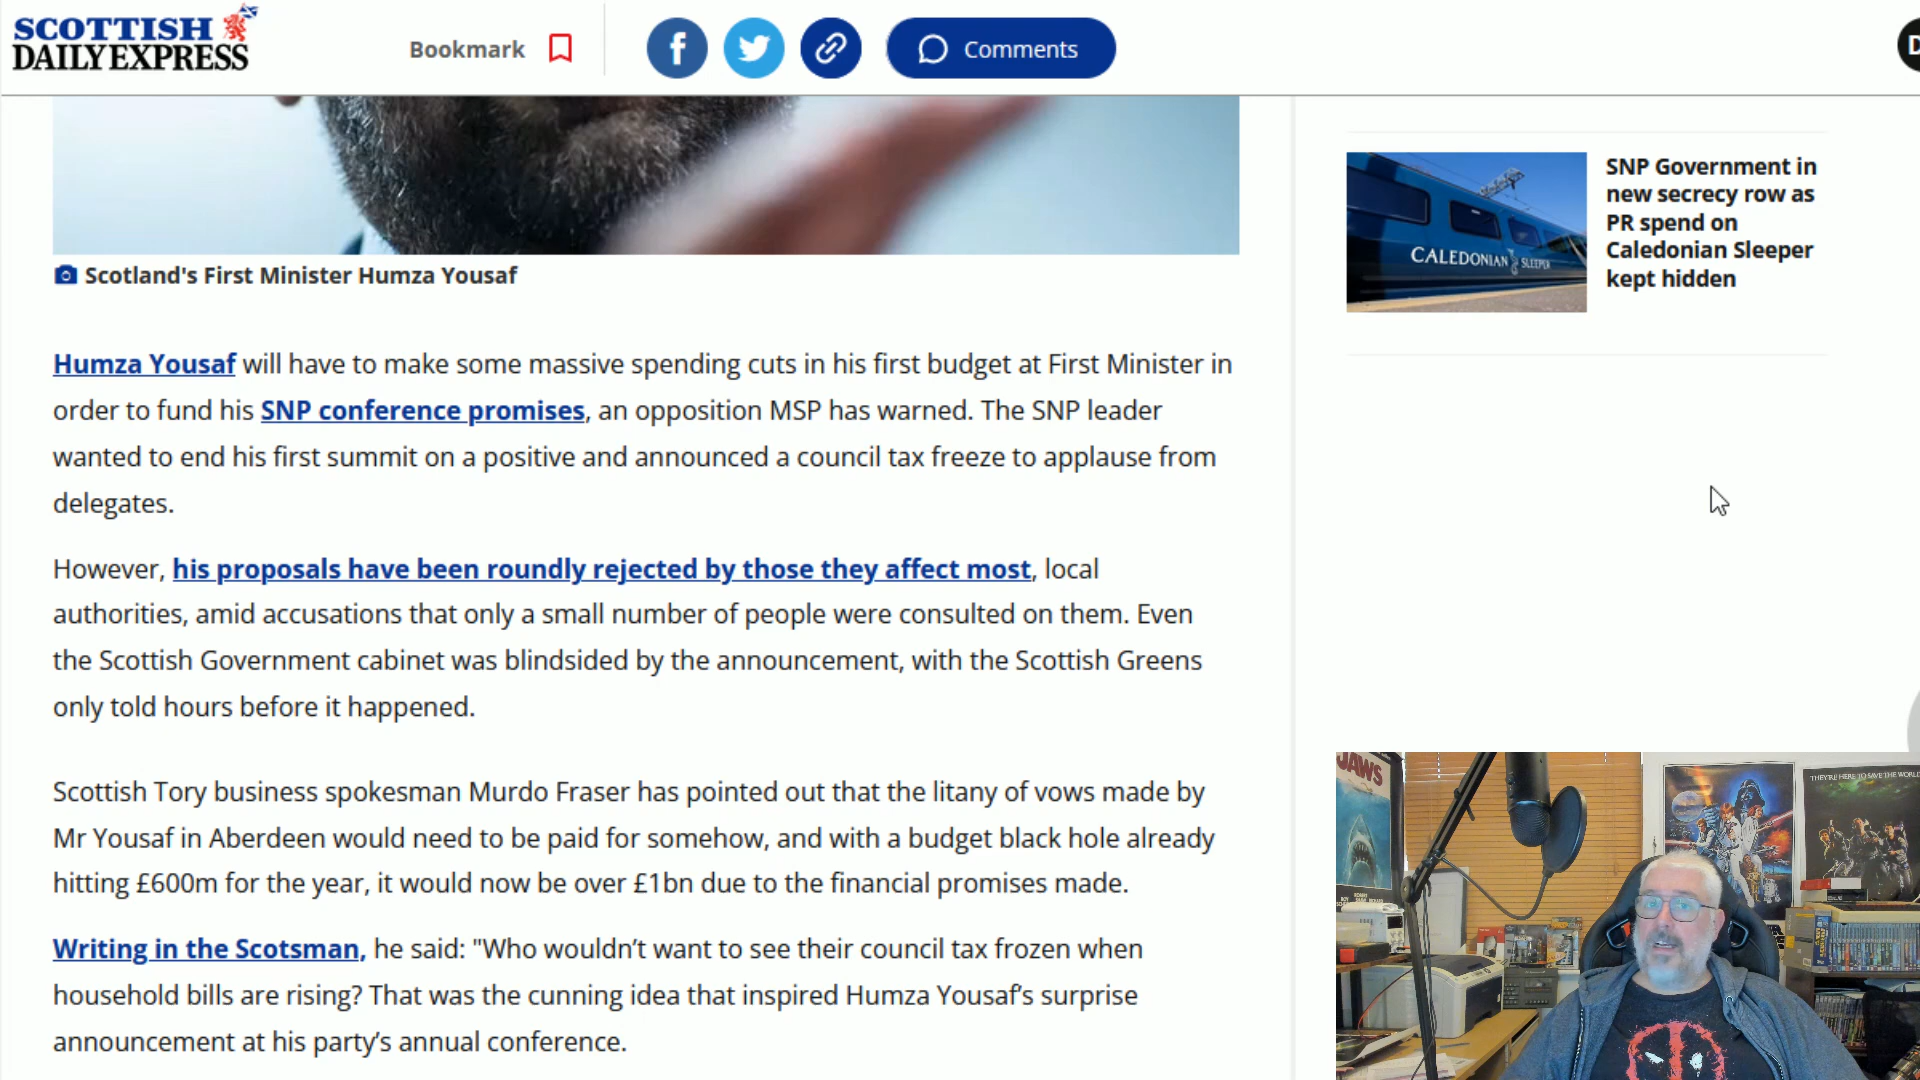 SCOTTISH
DAILY EXPRESS
Bookmark
Comments
D
SNP Government in
new secrecy row as
PR spend on
Caledonian Sleeper
kept hidden
CALEDONIAN SLEEPER
Scotland's First Minister Humza Yousaf
Humza Yousaf will have to make some massive spending cuts in his first budget at First Minister in
order to fund his SNP conference promises, an opposition MSP has warned. The SNP leader
wanted to end his first summit on a positive and announced a council tax freeze to applause from
delegates.
However, his proposals have been roundly rejected by those they affect most, local
authorities, amid accusations that only a small number of people were consulted on them. Even
the Scottish Government cabinet was blindsided by the announcement, with the Scottish Greens
only told hours before it happened.
Scottish Tory business spokesman Murdo Fraser has pointed out that the litany of vows made by
Mr Yousaf in Aberdeen would need to be paid for somehow, and with a budget black hole already
hitting £600m for the year, it would now be over £1bn due to the financial promises made.
Writing in the Scotsman, he said: "Who wouldn’t want to see their council tax frozen when
household bills are rising? That was the cunning idea that inspired Humza Yousaf’s surprise
announcement at his party’s annual conference.
JAWS
THEY'RE HERE TO SAVE THE WORLD